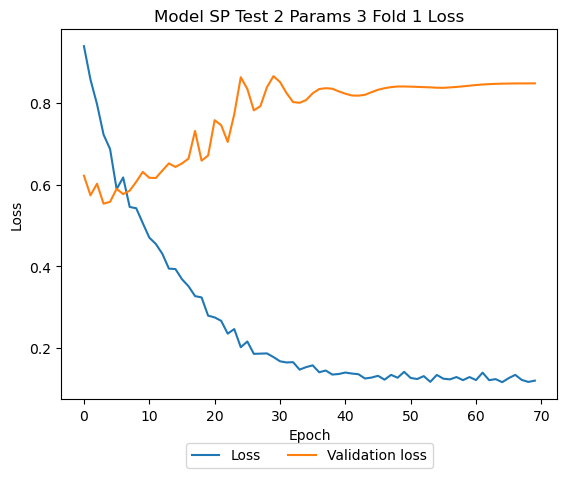 Model SP Test 2 Params 3 Fold 1 Loss
Loss
0.8
0.6
0.4
0.2
0 10 20 30 40 50 60 70
Epoch
Loss Validation loss